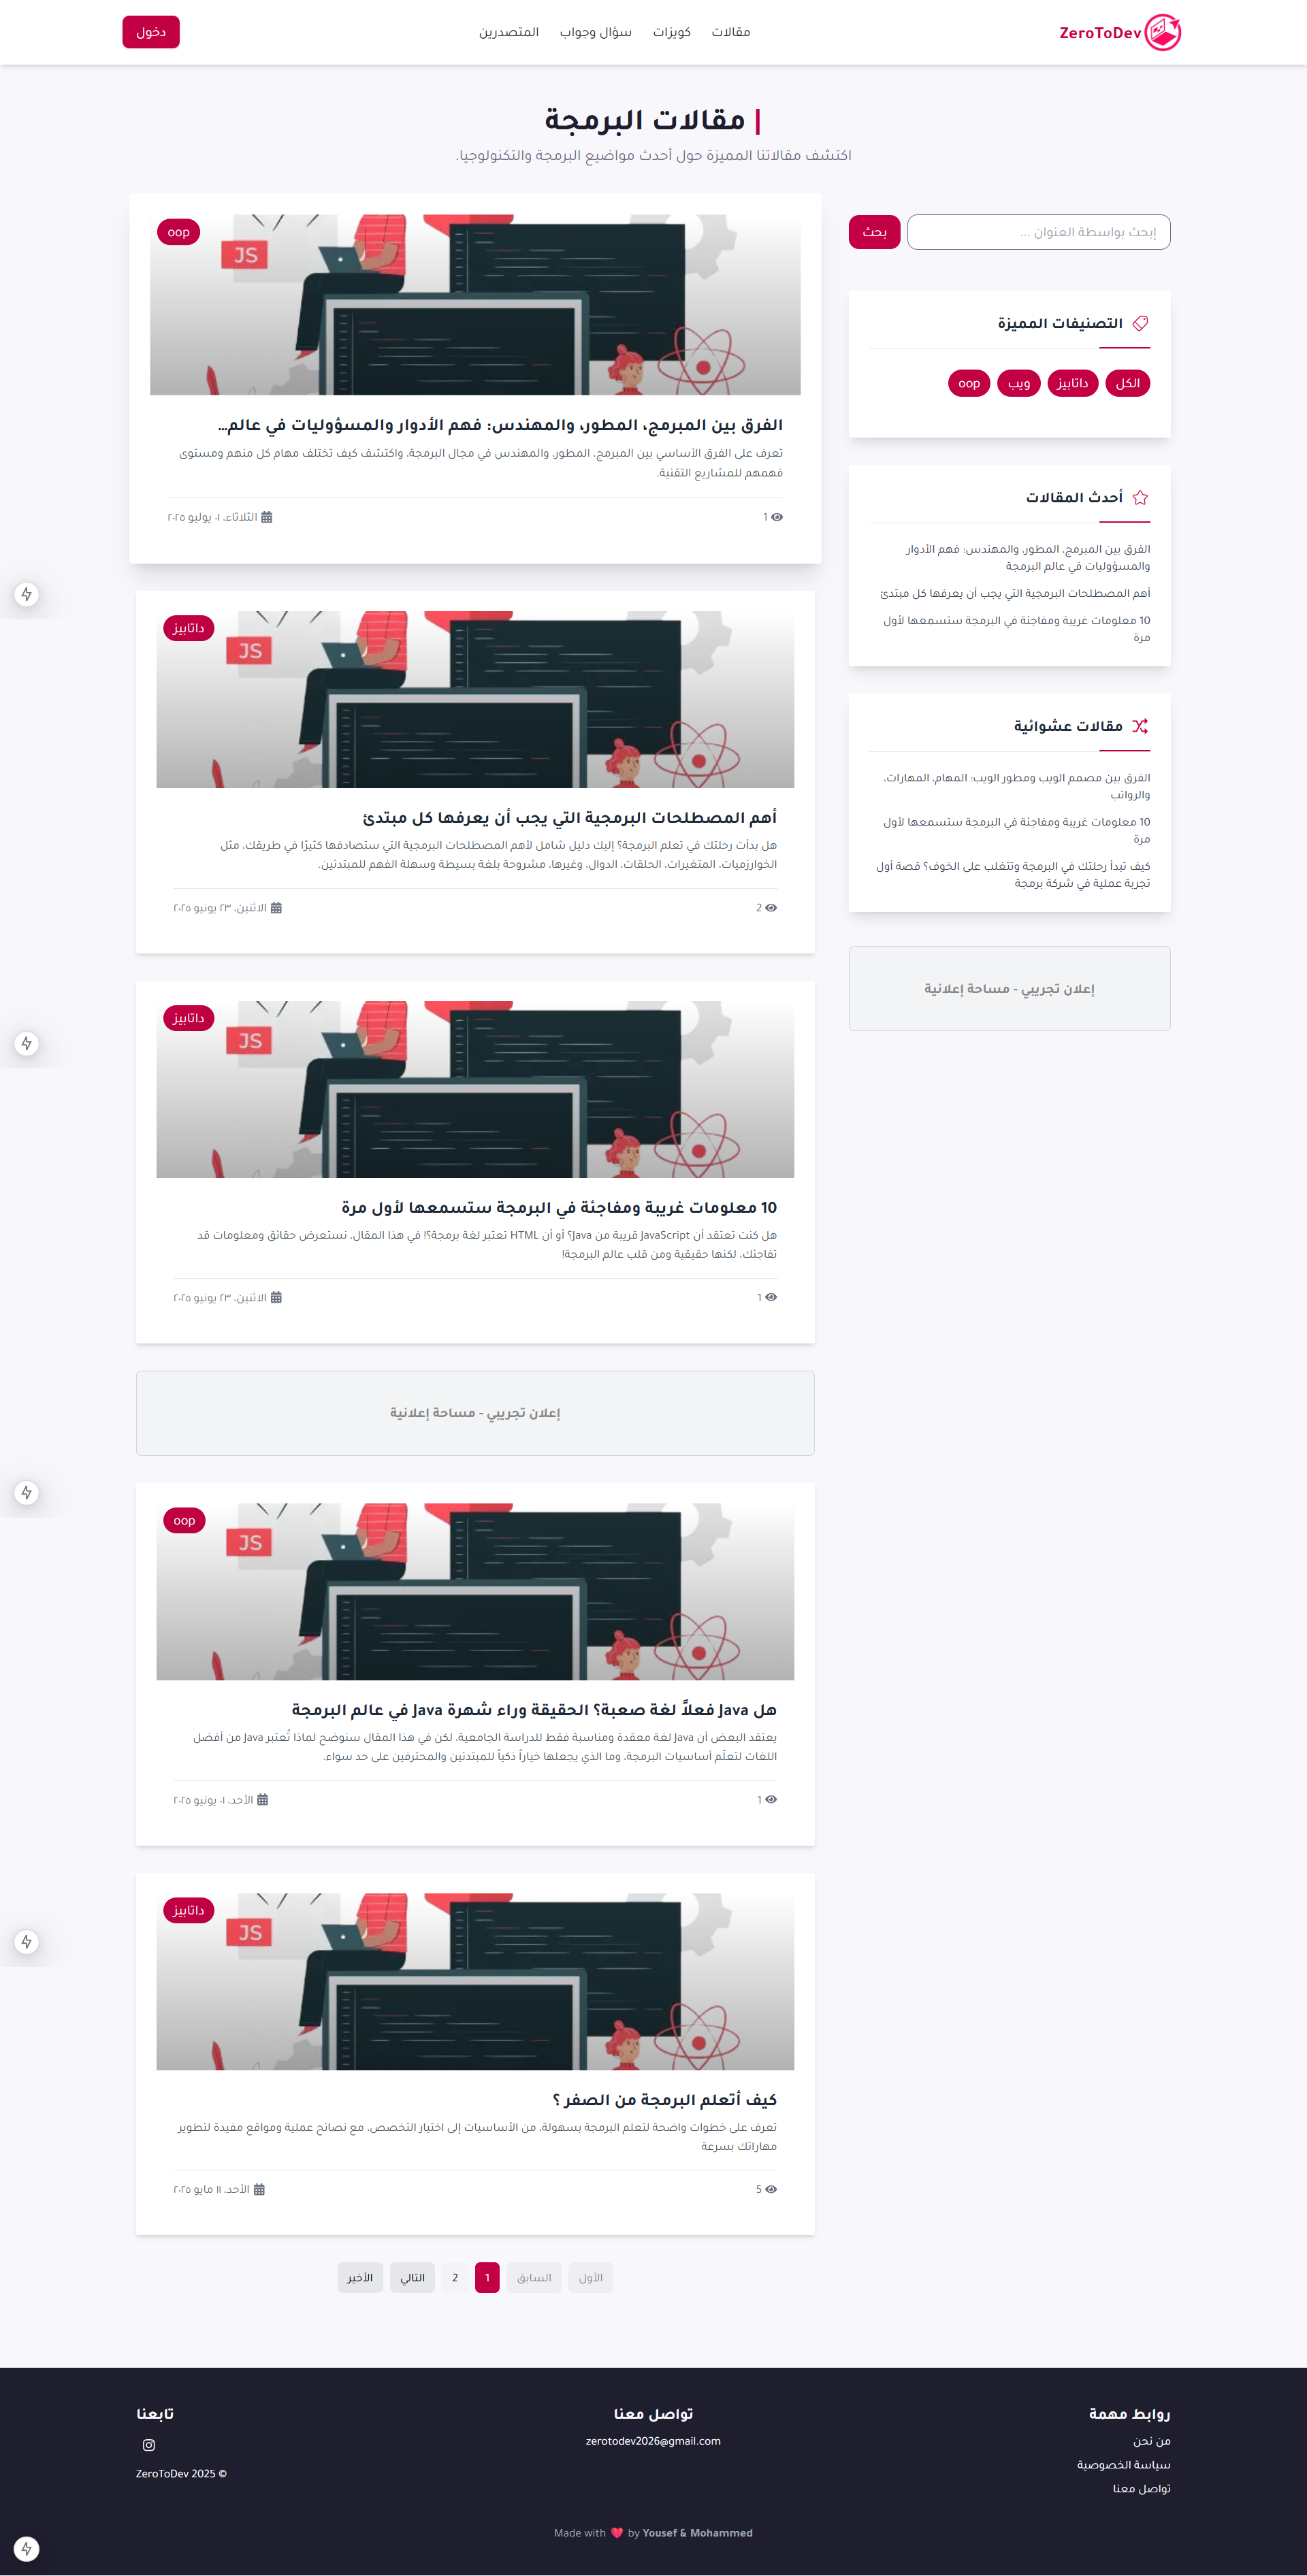 ZeroToDev
مقالات
كويزات
سؤال وجواب
المتصدرين
دخول
| مقالات البرمجة
اكتشف مقالاتنا المميزة حول أحدث مواضيع البرمجة والتكنولوجيا.
إبحث بواسطة العنوان ...
بحث
التصنيفات المميزة
الكل
داتابيز
ويب
oop
أحدث المقالات
الفرق بين المبرمج، المطور، والمهندس: فهم الأدوار
والمسؤوليات في عالم البرمجة
أهم المصطلحات البرمجية التي يجب أن يعرفها كل مبتدئ
10 معلومات غريبة ومفاجئة في البرمجة ستسمعها لأول
مرة
مقالات عشوائية
الفرق بين مصمم الويب ومطور الويب: المهام، المهارات،
والرواتب
10 معلومات غريبة ومفاجئة في البرمجة ستسمعها لأول
مرة
كيف تبدأ رحلتك في البرمجة وتتغلب على الخوف؟ قصة أول
تجربة عملية في شركة برمجة
إعلان تجريبي - مساحة إعلانية
oop
JS
الفرق بين المبرمج، المطور، والمهندس: فهم الأدوار والمسؤوليات في عالم...
تعرف على الفرق الأساسي بين المبرمج، المطور، والمهندس في مجال البرمجة، واكتشف كيف تختلف مهام كل منهم ومستوى
فهمهم للمشاريع التقنية.
1
الثلاثاء، ٠١ يوليو ٢٠٢٥
داتابيز
JS
أهم المصطلحات البرمجية التي يجب أن يعرفها كل مبتدئ
هل بدأت رحلتك في تعلم البرمجة؟ إليك دليل شامل لأهم المصطلحات البرمجية التي ستصادفها كثيرًا في طريقك، مثل
الخوارزميات، المتغيرات، الحلقات، الدوال، وغيرها، مشروحة بلغة بسيطة وسهلة الفهم للمبتدئين.
2
الاثنين، ٢٣ يونيو ٢٠٢٥
داتابيز
JS
10 معلومات غريبة ومفاجئة في البرمجة ستسمعها لأول مرة
هل كنت تعتقد أن JavaScript قريبة من Java؟ أو أن HTML تعتبر لغة برمجة؟! في هذا المقال، نستعرض حقائق ومعلومات قد
تفاجئك، لكنها حقيقية ومن قلب عالم البرمجة!
1
الاثنين، ٢٣ يونيو ٢٠٢٥
إعلان تجريبي - مساحة إعلانية
oop
JS
هل Java فعلاً لغة صعبة؟ الحقيقة وراء شهرة Java في عالم البرمجة
يعتقد البعض أن Java لغة معقدة ومناسبة فقط للدراسة الجامعية، لكن في هذا المقال سنوضح لماذا تُعتبر Java من أفضل
اللغات لتعلّم أساسيات البرمجة، وما الذي يجعلها خياراً ذكياً للمبتدئين والمحترفين على حد سواء.
1
الأحد، ٠١ يونيو ٢٠٢٥
داتابيز
JS
كيف أتعلم البرمجة من الصفر ؟
تعرف على خطوات واضحة لتعلم البرمجة بسهولة، من الأساسيات إلى اختيار التخصص، مع نصائح عملية ومواقع مفيدة لتطوير
مهاراتك بسرعة
5
الأحد، ١١ مايو ٢٠٢٥
الأول
السابق
1
2
التالي
الأخير
روابط مهمة
من نحن
سياسة الخصوصية
تواصل معنا
تواصل معنا
zerotodev2026@gmail.com
تابعنا
ZeroToDev 2025 ©
Made with ❤️ by Yousef & Mohammed